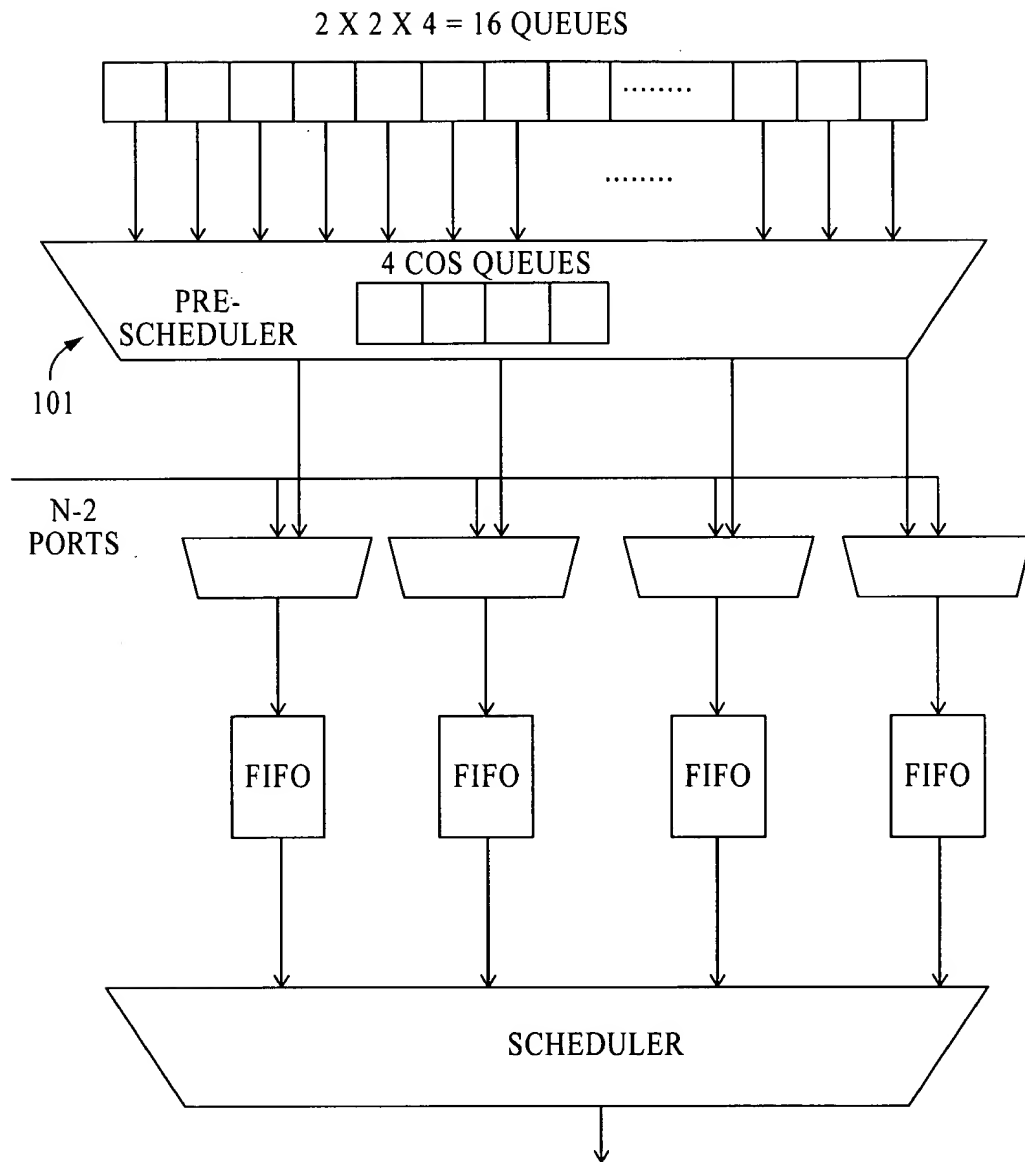 2 X 2 X 4 = 16 QUEUES
........
........
4 COS QUEUES
PRE-
SCHEDULER
101
N-2
PORTS
FIFO
FIFO
FIFO
FIFO
SCHEDULER